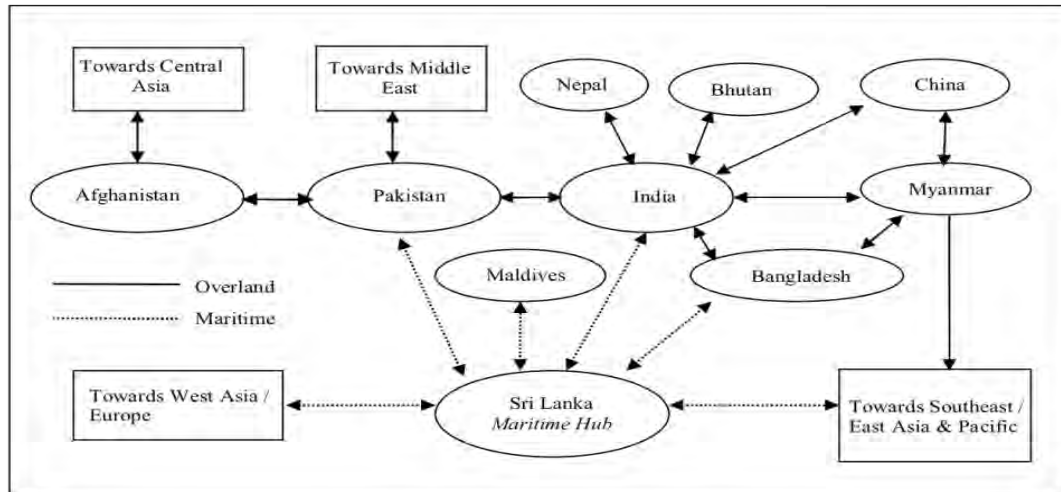 Towards Central
Asia
Towards Middle
East
Nepal
Bhutan
China
Afghanistan
Pakistan
India
Myanmar
Maldives
Bangladesh
Overland
Maritime
Towards West Asia /
Europe
Sri Lanka
Maritime Hub
Towards Southeast /
East Asia & Pacific